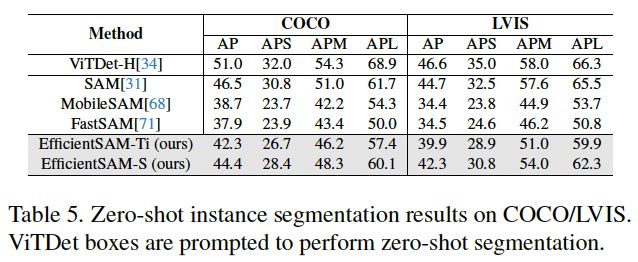 Method COCO LVIS
AP APS APM APL AP APS APM APL
ViTDet-H[34] 51.0 32.0 54.3 68.9 46.6 35.0 58.0 66.3
SAM[31] 46.5 30.8 51.0 61.7 44.7 32.5 57.6 65.5
MobileSAM[68] 38.7 23.7 42.2 54.3 34.4 23.8 44.9 53.7
FastSAM[71] 37.9 23.9 43.4 50.0 34.5 24.6 46.2 50.8
EfficientSAM-Ti (ours) 42.3 26.7 46.2 57.4 39.9 28.9 51.0 59.9
EfficientSAM-S (ours) 44.4 28.4 48.3 60.1 42.3 30.8 54.0 62.3
Table 5. Zero-shot instance segmentation results on COCO/LVIS.
ViTDet boxes are prompted to perform zero-shot segmentation.